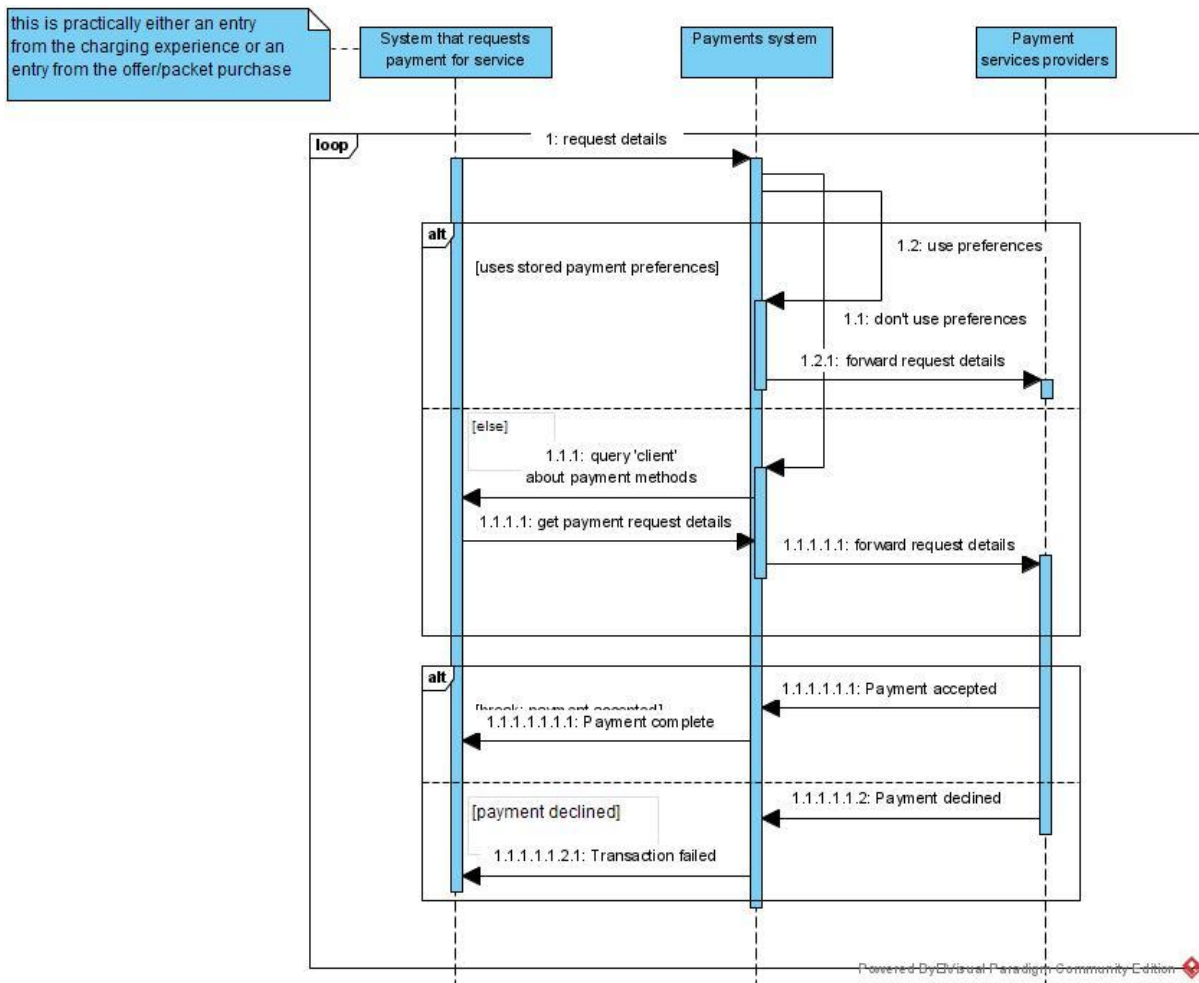 this is practically either an entry
from the charging experience or an
entry from the offer/packet purchase
System that requests
payment for service
Payments system
Payment
services providers
loop
1: request details
alt
1.2: use preferences
[uses stored payment preferences]
1.1: don't use preferences
1.2.1: forward request details
[else]
1.1.1: query 'client'
about payment methods
1.1.1.1: get payment request details
1.1.1.1.1: forward request details
alt
1.1.1.1.1.1: Payment accepted
[break: payment accepted]
1.1.1.1.1.1.1: Payment complete
1.1.1.1.1.2: Payment declined
[payment declined]
1.1.1.1.1.2.1: Transaction failed
Powered By Visual Paradigm Community Edition